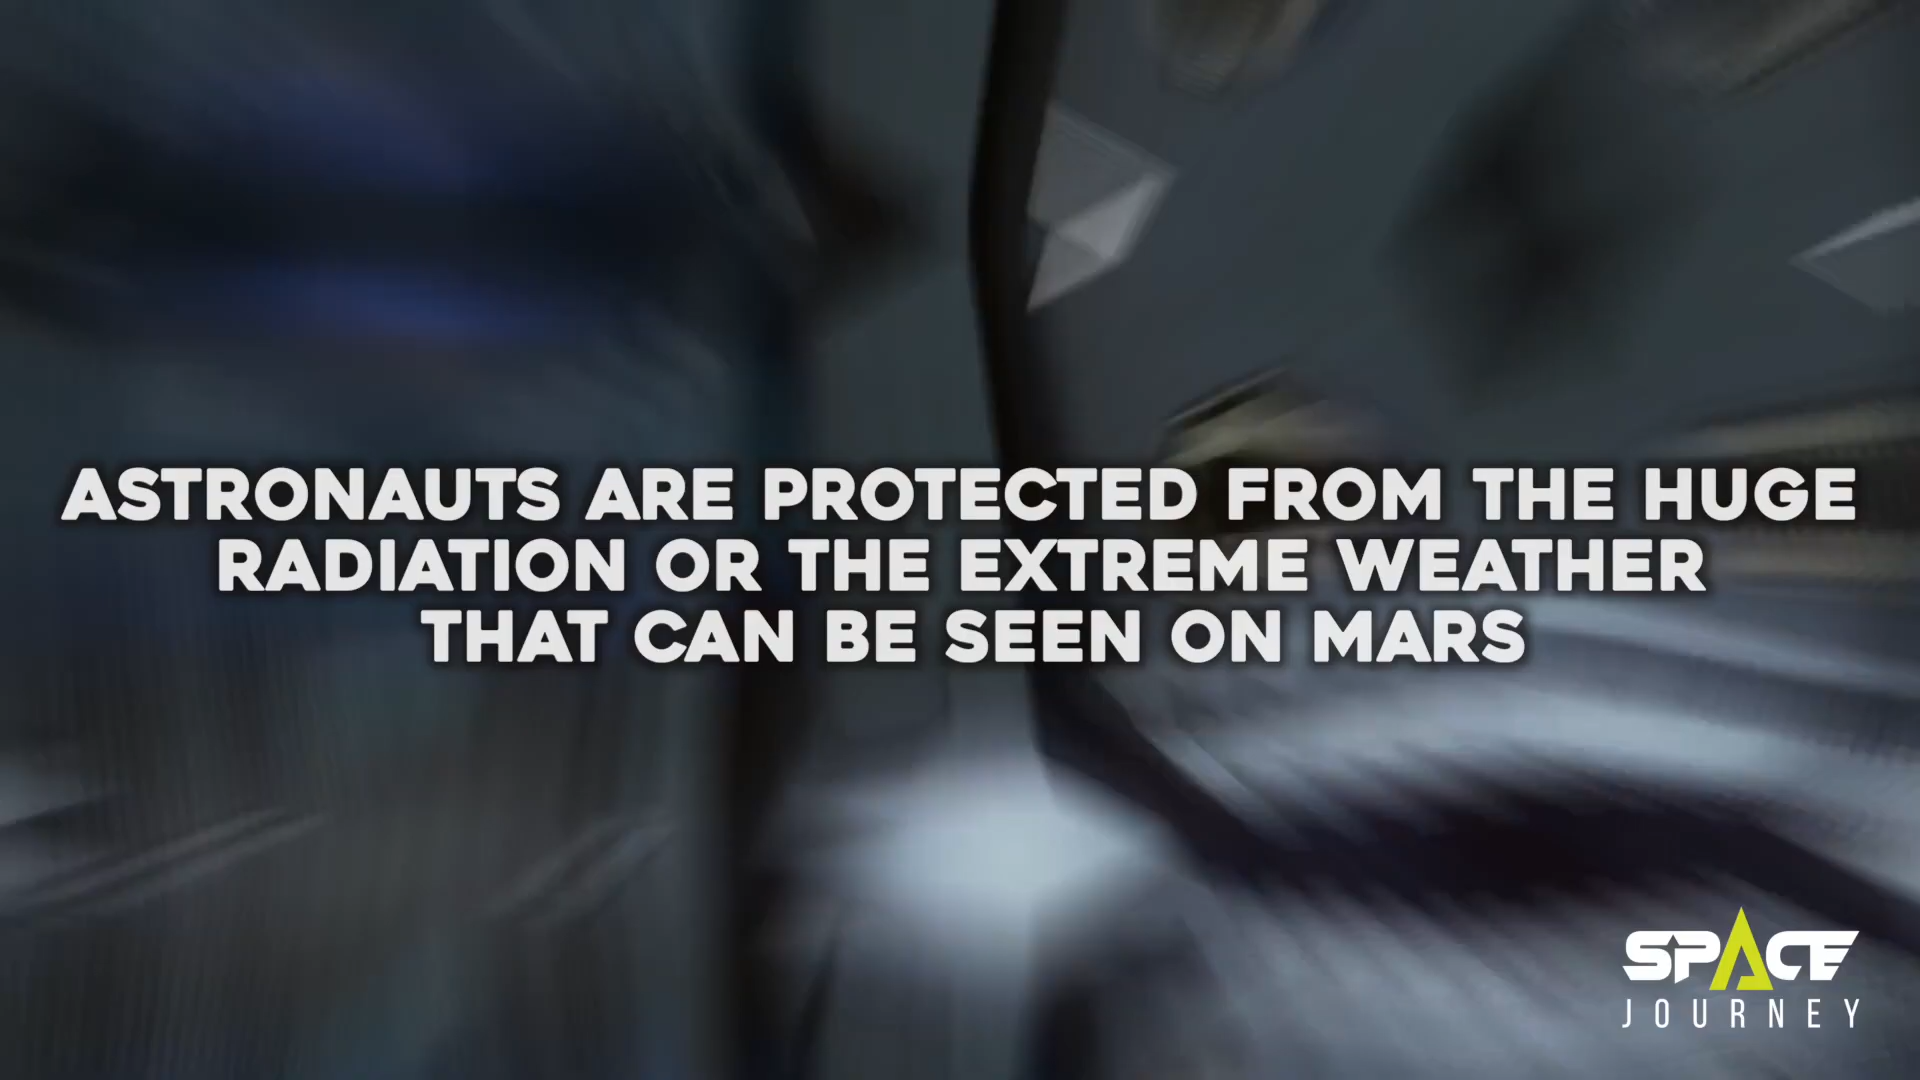 ASTRONAUTS ARE PROTECTED FROM THE HUGE
RADIATION OR THE EXTREME WEATHER
THAT CAN BE SEEN ON MARS
SPACE
JOURNEY